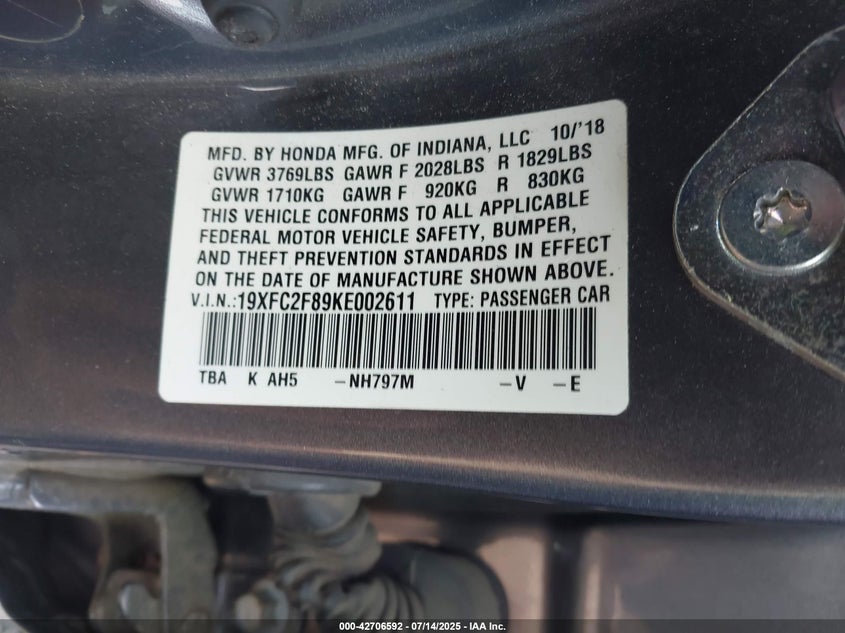 MFD. BY HONDA MFG. OF INDIANA, LLC 10/'18
GVWR 3769LBS GAWR F 2028LBS R 1829LBS
GVWR 1710KG GAWR F 920KG R 830KG
THIS VEHICLE CONFORMS TO ALL APPLICABLE
FEDERAL MOTOR VEHICLE SAFETY, BUMPER,
AND THEFT PREVENTION STANDARDS IN EFFECT
ON THE DATE OF MANUFACTURE SHOWN ABOVE.
V.I.N.:19XFC2F89KE002611 TYPE: PASSENGER CAR
TBA K AH5 -NH797M -V -E
000-42706592 - 07/14/2025 - IAA Inc.